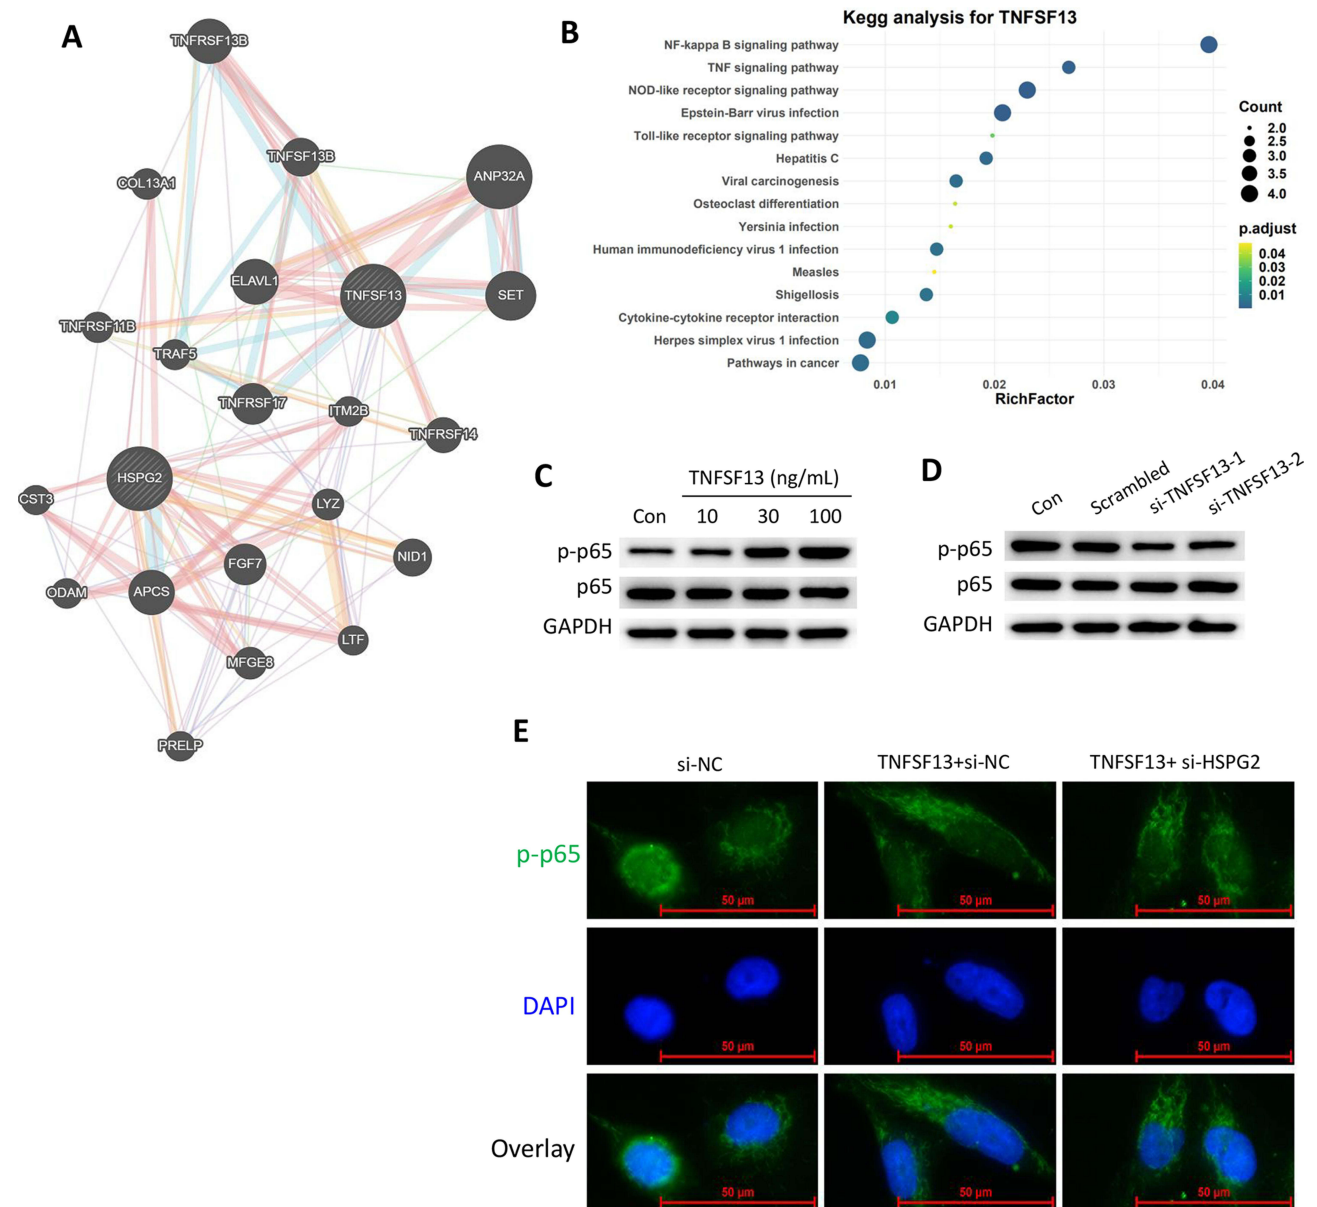 A
TNFRSF13B
TNFSF13B
ANP32A
COL13A1
ELAVL1
TNFSF13
SET
TNFRSF11B
TRAF5
TNFRSF17
ITM2B
TNFRSF14
HSPG2
CST3
LYZ
NID1
FGF7
ODAM
APCS
LTF
MFGE8
PRELP
B
Kegg analysis for TNFSF13
NF-kappa B signaling pathway
TNF signaling pathway
NOD-like receptor signaling pathway
Epstein-Barr virus infection
Toll-like receptor signaling pathway
Hepatitis C
Viral carcinogenesis
Osteoclast differentiation
Yersinia infection
Human immunodeficiency virus 1 infection
Measles
Shigellosis
Cytokine-cytokine receptor interaction
Herpes simplex virus 1 infection
Pathways in cancer
0.01 0.02 0.03 0.04
RichFactor
Count
2.0
2.5
3.0
3.5
4.0
p.adjust
0.04
0.03
0.02
0.01
C
TNFSF13 (ng/mL)
Con 10 30 100
p-p65
p65
GAPDH
D
Con Scrambled si-TNFSF13-1 si-TNFSF13-2
p-p65
p65
GAPDH
E
si-NC TNFSF13+si-NC TNFSF13+ si-HSPG2
p-p65
50 µm 50 µm 50 µm
DAPI
50 µm 50 µm 50 µm
Overlay
50 µm 50 µm 50 µm